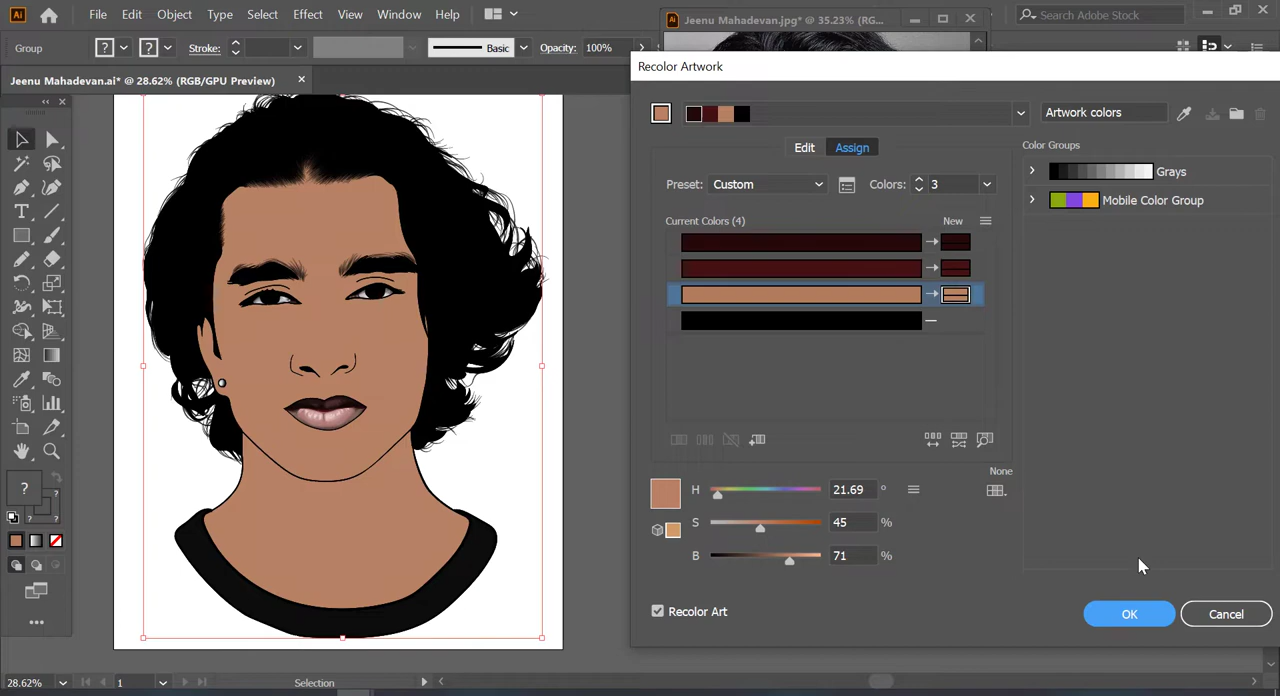 Ai File Edit Object Type Select Effect View Window Help
Ai Jeenu Mahadevan.jpg* @ 35.23% (RG...
Search Adobe Stock
Group ? ? Stroke: Basic Opacity: 100%
Jeenu Mahadevan.ai* @ 28.62% (RGB/GPU Preview)
Recolor Artwork
Artwork colors
Edit Assign
Color Groups
Preset: Custom Colors: 3
Grays
Mobile Color Group
Current Colors (4) New
None
H 21.69 °
S 45 %
B 71 %
? ? ? ?
Recolor Art
OK Cancel
28.62% 1 Selection